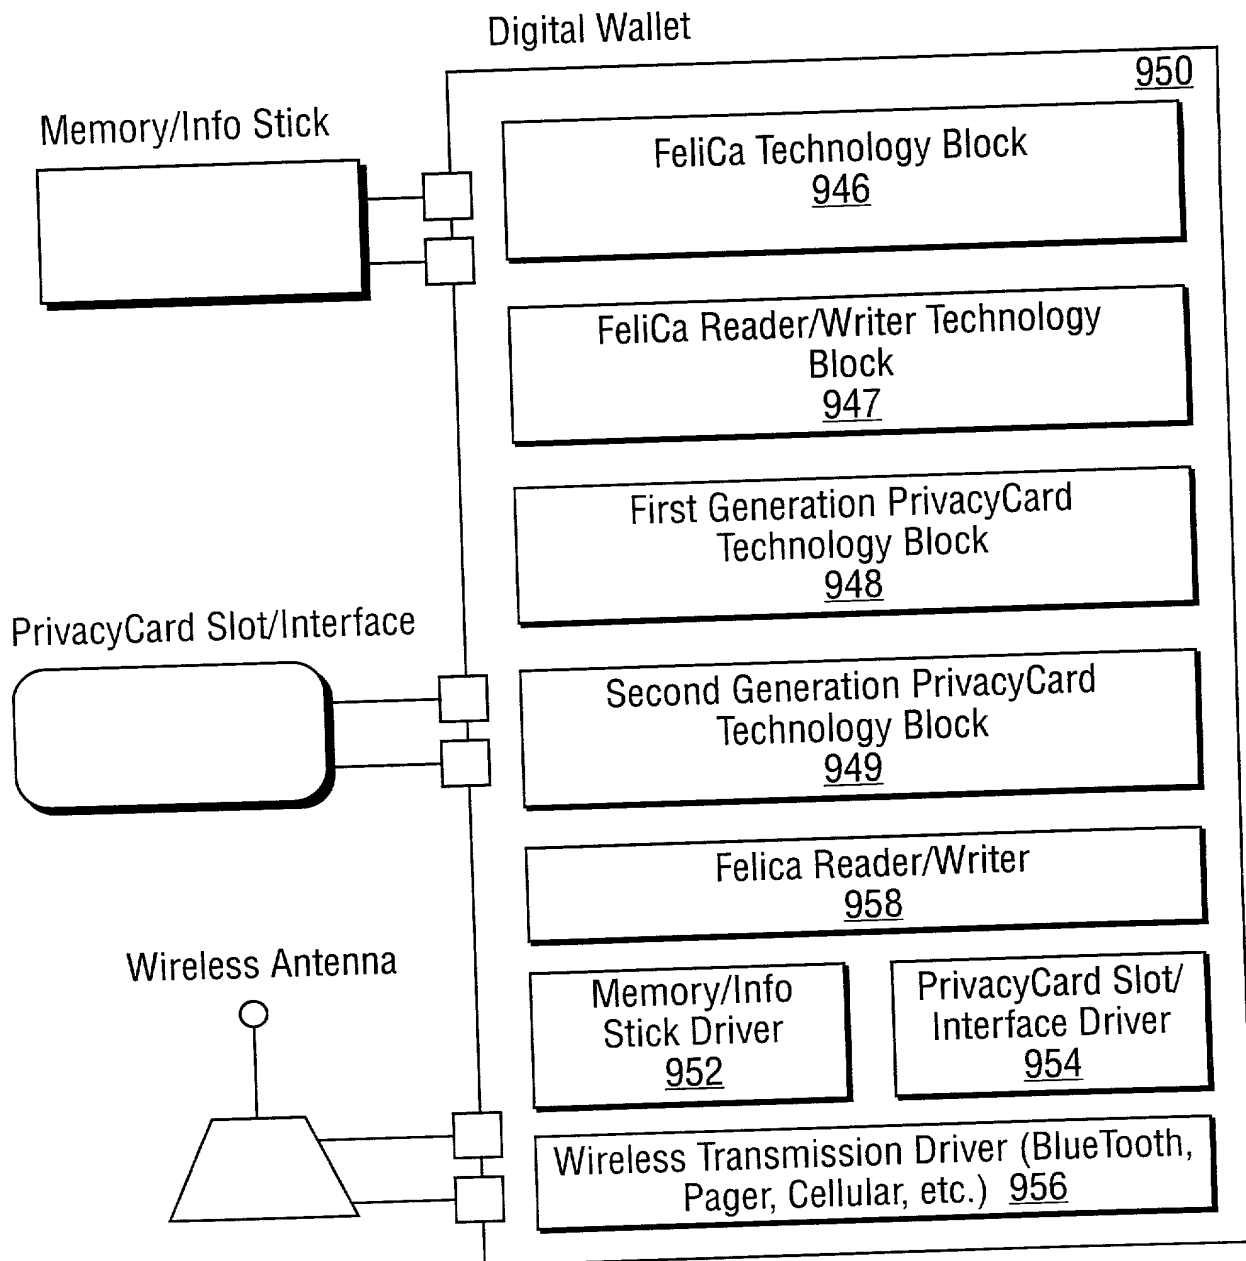 Digital Wallet
950
Memory/Info Stick
FeliCa Technology Block
946
FeliCa Reader/Writer Technology
Block
947
First Generation PrivacyCard
Technology Block
948
PrivacyCard Slot/Interface
Second Generation PrivacyCard
Technology Block
949
Felica Reader/Writer
958
Wireless Antenna
Memory/Info
Stick Driver
952
PrivacyCard Slot/
Interface Driver
954
Wireless Transmission Driver (BlueTooth,
Pager, Cellular, etc.) 956